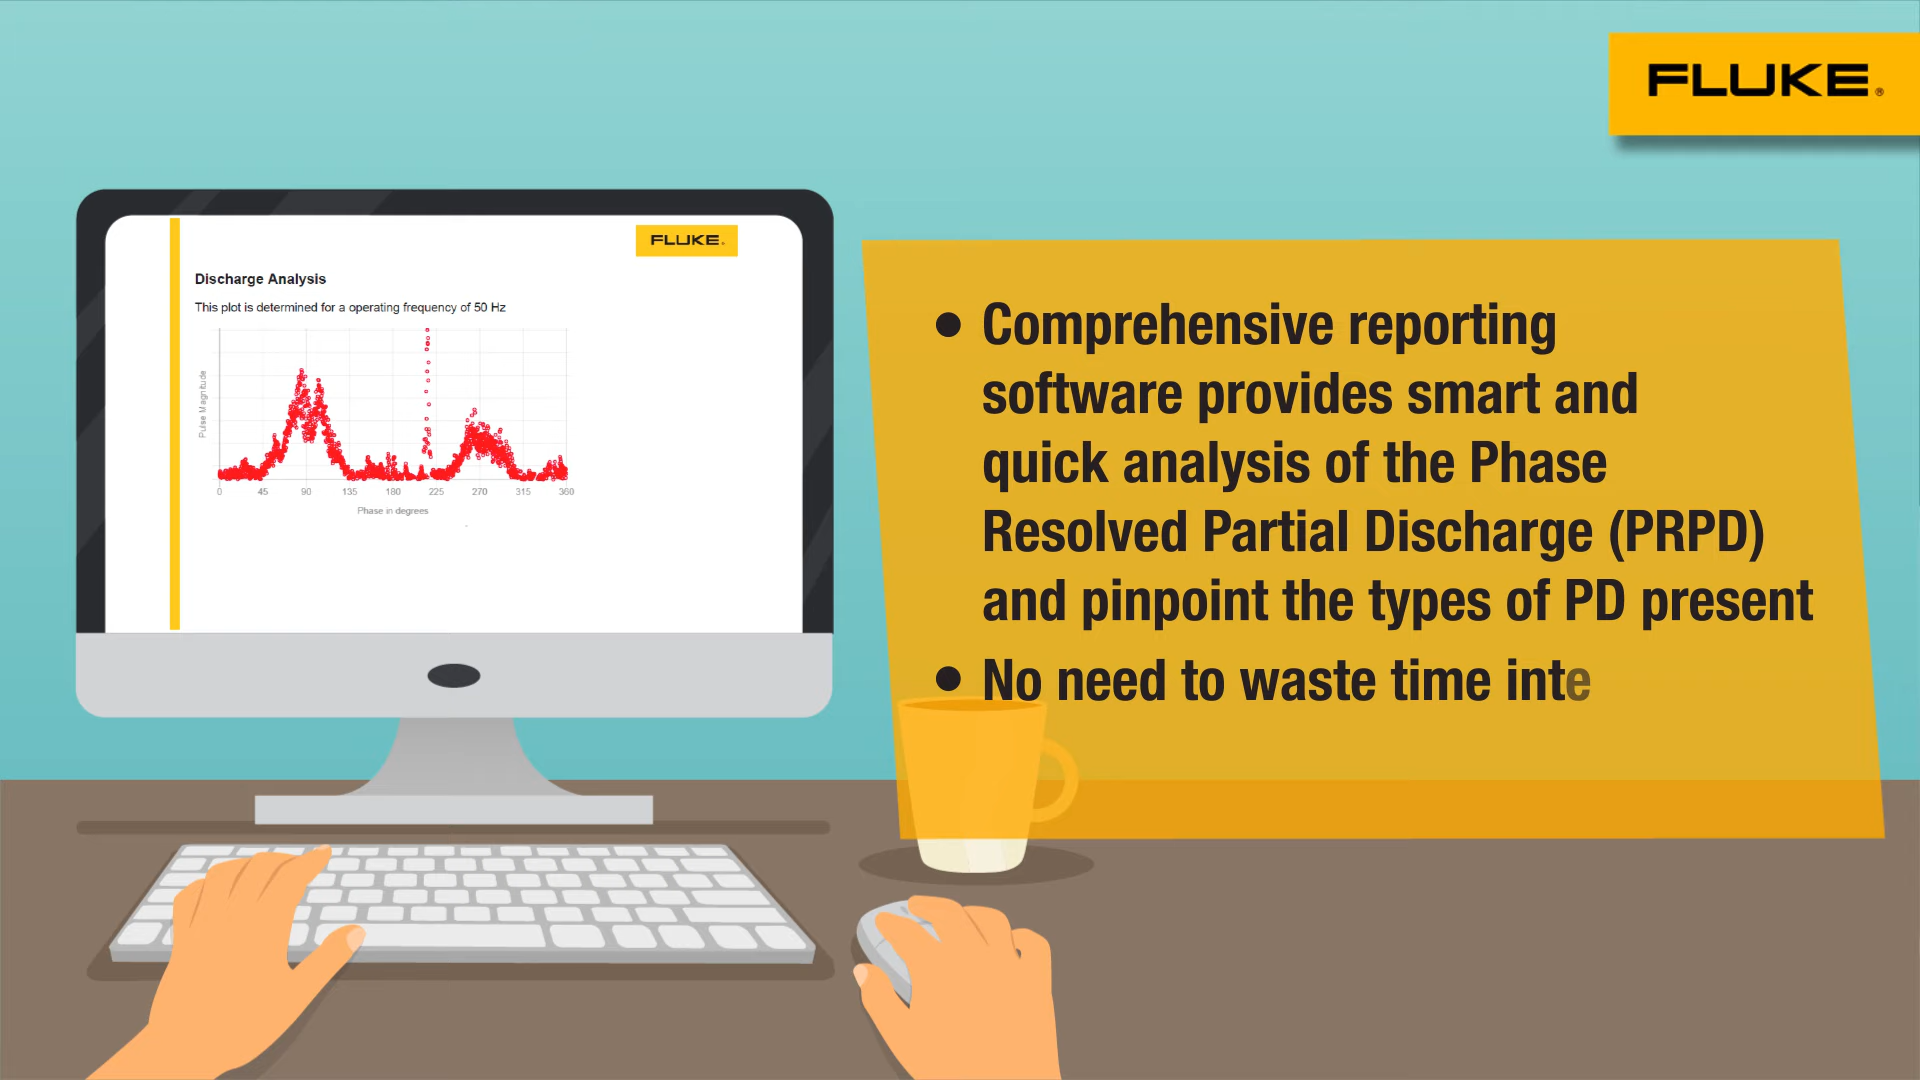 FLUKE®
FLUKE®
Discharge Analysis
This plot is determined for a operating frequency of 50 Hz
Pulse Magnitude
0 45 90 135 180 225 270 315 360
Phase in degrees
• Comprehensive reporting
software provides smart and
quick analysis of the Phase
Resolved Partial Discharge (PRPD)
and pinpoint the types of PD present
• No need to waste time inte